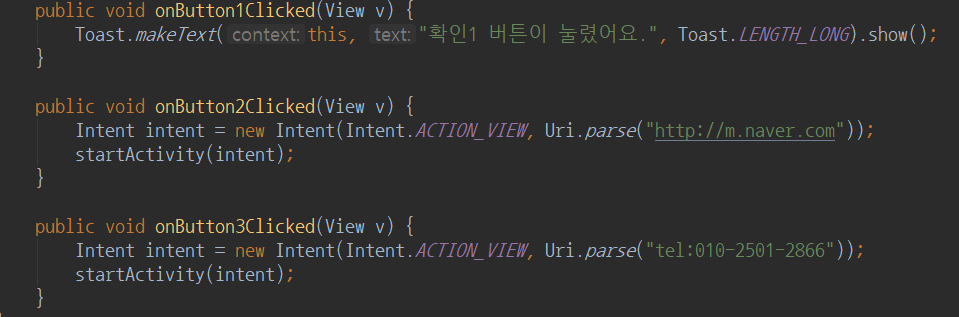 public void onButton1Clicked(View v) {
Toast.makeText( context: this, text: "확인1 버튼이 눌렸어요.", Toast.LENGTH_LONG).show();
}
public void onButton2Clicked(View v) {
Intent intent = new Intent(Intent.ACTION_VIEW, Uri.parse("http://m.naver.com"));
startActivity(intent);
}
public void onButton3Clicked(View v) {
Intent intent = new Intent(Intent.ACTION_VIEW, Uri.parse("tel:010-2501-2866"));
startActivity(intent);
}